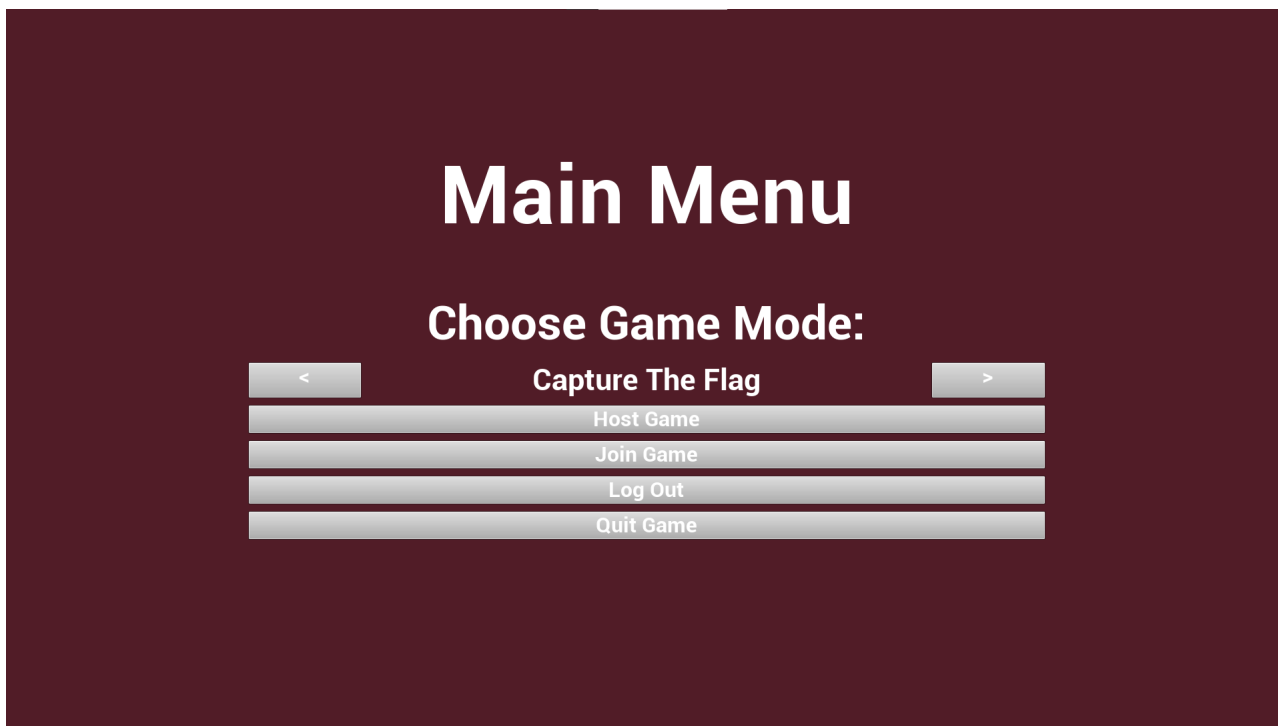 Main Menu
Choose Game Mode:
< Capture The Flag >
Host Game
Join Game
Log Out
Quit Game